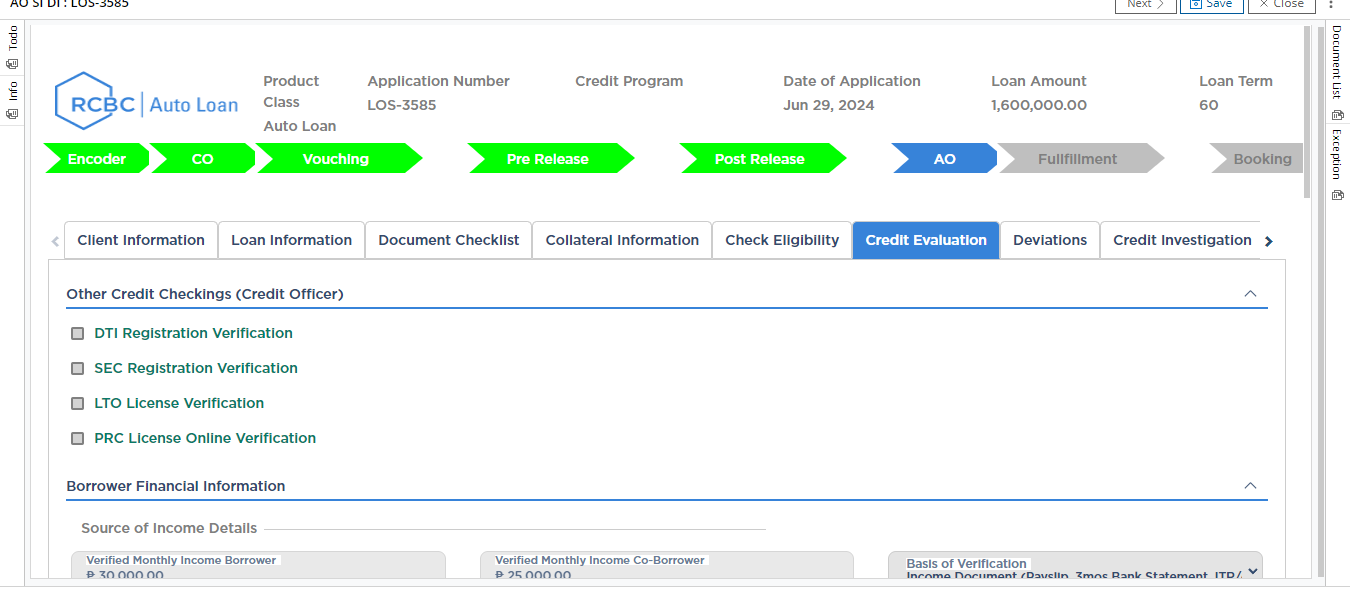 AO SI DI : LOS-3585
Next
Save
Close
Todo
Info
Document List
Exception
RCBC Auto Loan
Product Class
Auto Loan
Application Number
LOS-3585
Credit Program
Date of Application
Jun 29, 2024
Loan Amount
1,600,000.00
Loan Term
60
Encoder
CO
Vouching
Pre Release
Post Release
AO
Fullfillment
Booking
Client Information
Loan Information
Document Checklist
Collateral Information
Check Eligibility
Credit Evaluation
Deviations
Credit Investigation
Other Credit Checkings (Credit Officer)
DTI Registration Verification
SEC Registration Verification
LTO License Verification
PRC License Online Verification
Borrower Financial Information
Source of Income Details
Verified Monthly Income Borrower
₱ 30,000.00
Verified Monthly Income Co-Borrower
₱ 25,000.00
Basis of Verification
Income Document (Payslip, 3mos Bank Statement, ITR/